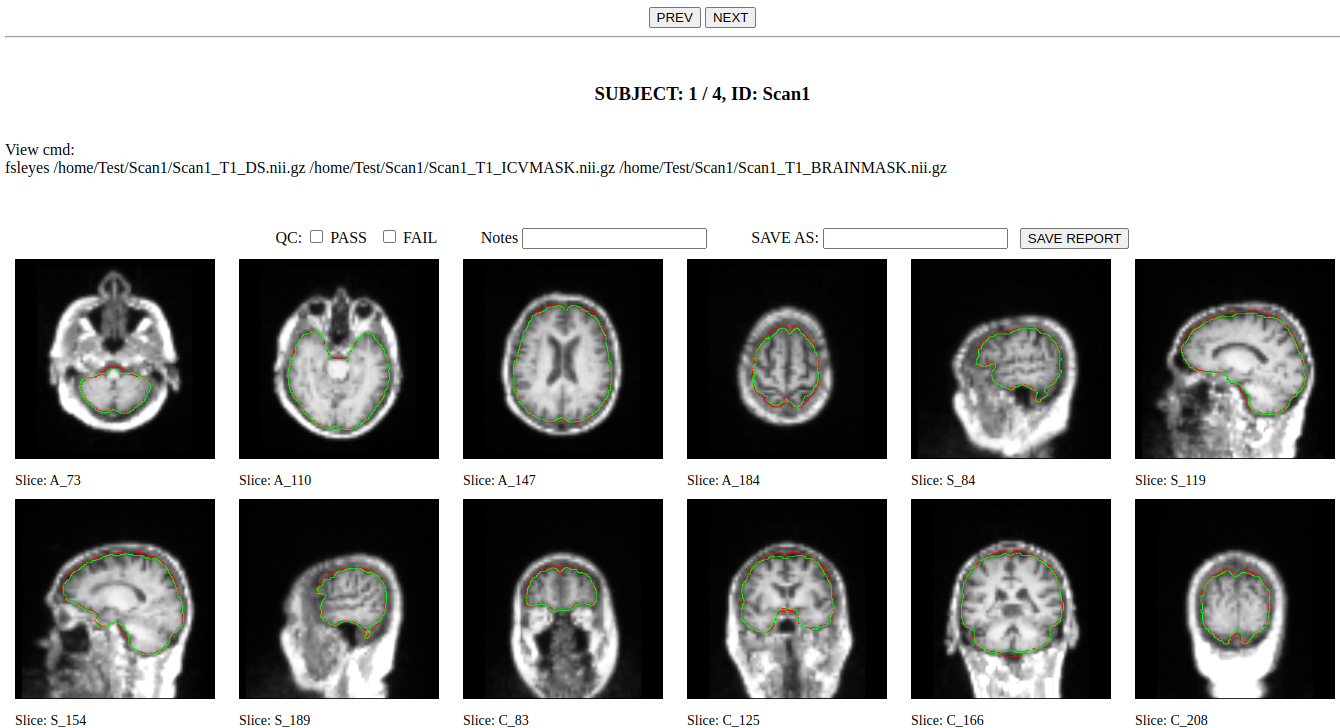 PREV NEXT
SUBJECT: 1 / 4, ID: Scan1
View cmd:
fsleyes /home/Test/Scan1/Scan1_T1_DS.nii.gz /home/Test/Scan1/Scan1_T1_ICVMASK.nii.gz /home/Test/Scan1/Scan1_T1_BRAINMASK.nii.gz
QC: PASS FAIL Notes SAVE AS: SAVE REPORT
Slice: A_73 Slice: A_110 Slice: A_147 Slice: A_184 Slice: S_84 Slice: S_119
Slice: S_154 Slice: S_189 Slice: C_83 Slice: C_125 Slice: C_166 Slice: C_208